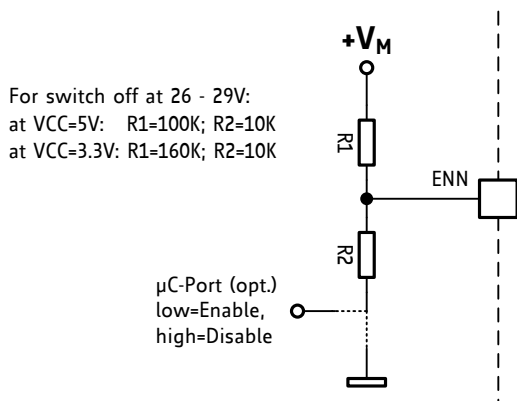 +VM
For switch off at 26 - 29V:
at VCC=5V: R1=100K; R2=10K
at VCC=3.3V: R1=160K; R2=10K
R1
ENN
R2
µC-Port (opt.)
low=Enable,
high=Disable